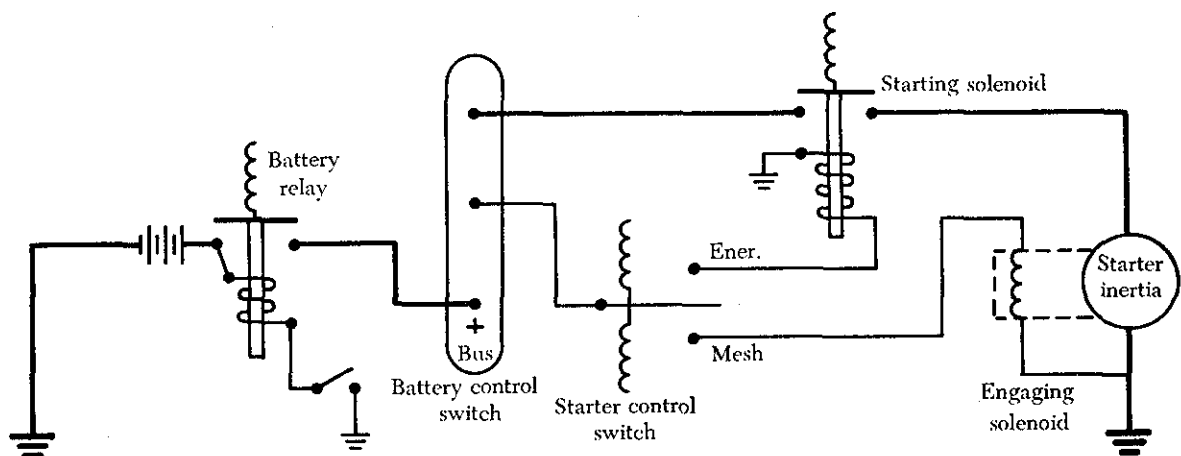 Starting solenoid
Battery
relay
Ener.
Starter
inertia
+
Bus
Mesh
Battery control
switch
Starter control
switch
Engaging
solenoid